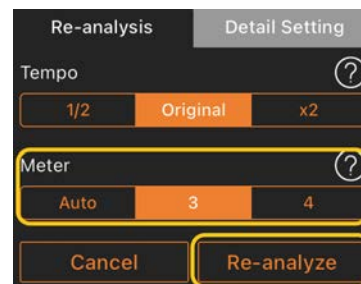 Re-analysis Detail Setting
Tempo ?
1/2 Original x2
Meter ?
Auto 3 4
Cancel Re-analyze